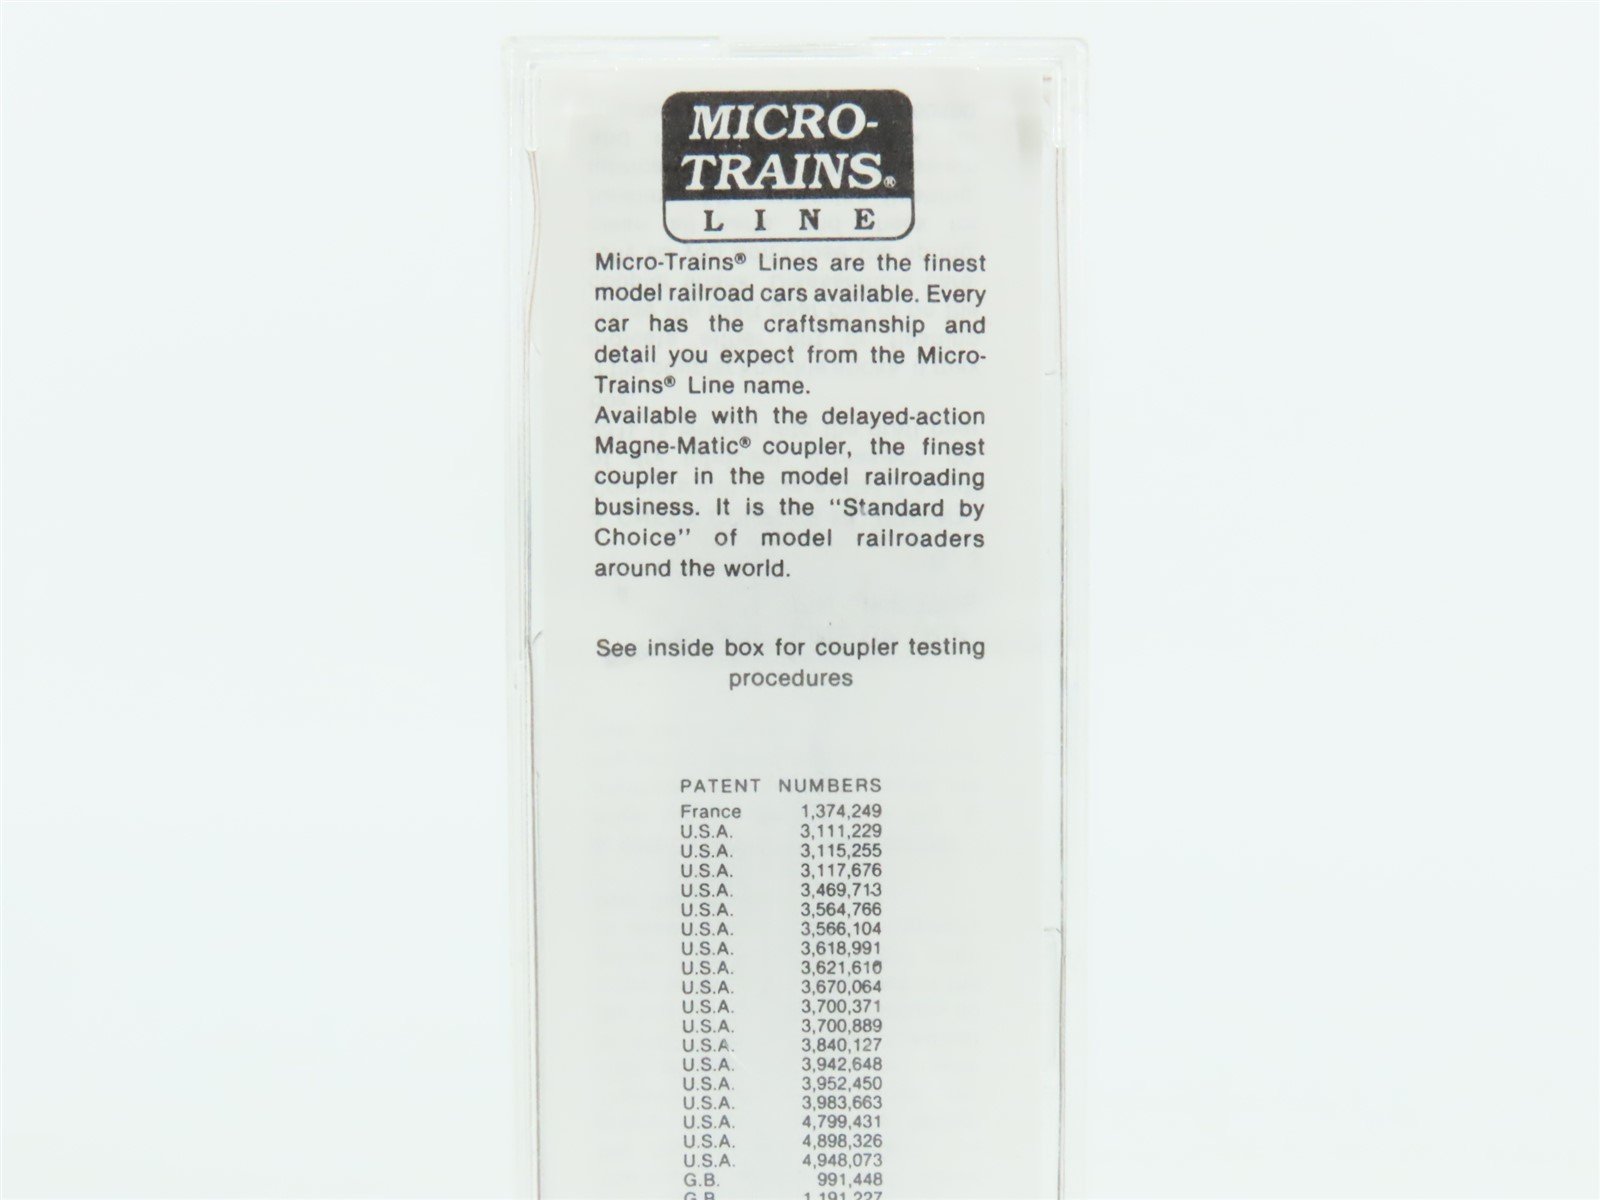 MICRO-
TRAINS®
LINE
Micro-Trains® Lines are the finest
model railroad cars available. Every
car has the craftsmanship and
detail you expect from the Micro-
Trains® Line name.
Available with the delayed-action
Magne-Matic® coupler, the finest
coupler in the model railroading
business. It is the "Standard by
Choice" of model railroaders
around the world.
See inside box for coupler testing
procedures
PATENT NUMBERS
France 1,374,249
U.S.A. 3,111,229
U.S.A. 3,115,255
U.S.A. 3,117,676
U.S.A. 3,469,713
U.S.A. 3,564,766
U.S.A. 3,566,104
U.S.A. 3,618,991
U.S.A. 3,621,610
U.S.A. 3,670,064
U.S.A. 3,700,371
U.S.A. 3,700,889
U.S.A. 3,840,127
U.S.A. 3,942,648
U.S.A. 3,952,450
U.S.A. 3,983,663
U.S.A. 4,799,431
U.S.A. 4,898,326
U.S.A. 4,948,073
G.B. 991,448
G.B. 1,191,227